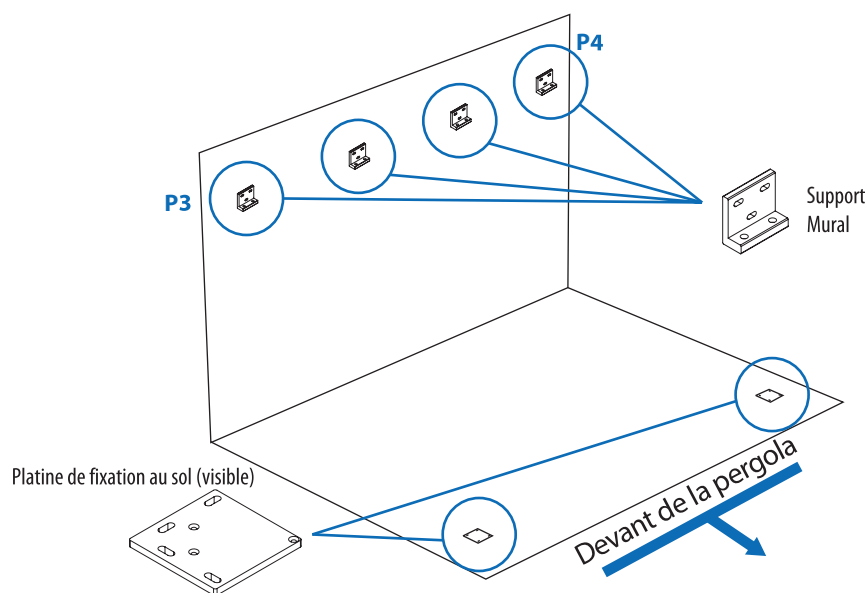 P4
P3
Support
Mural
Platine de fixation au sol (visible)
Devant de la pergola